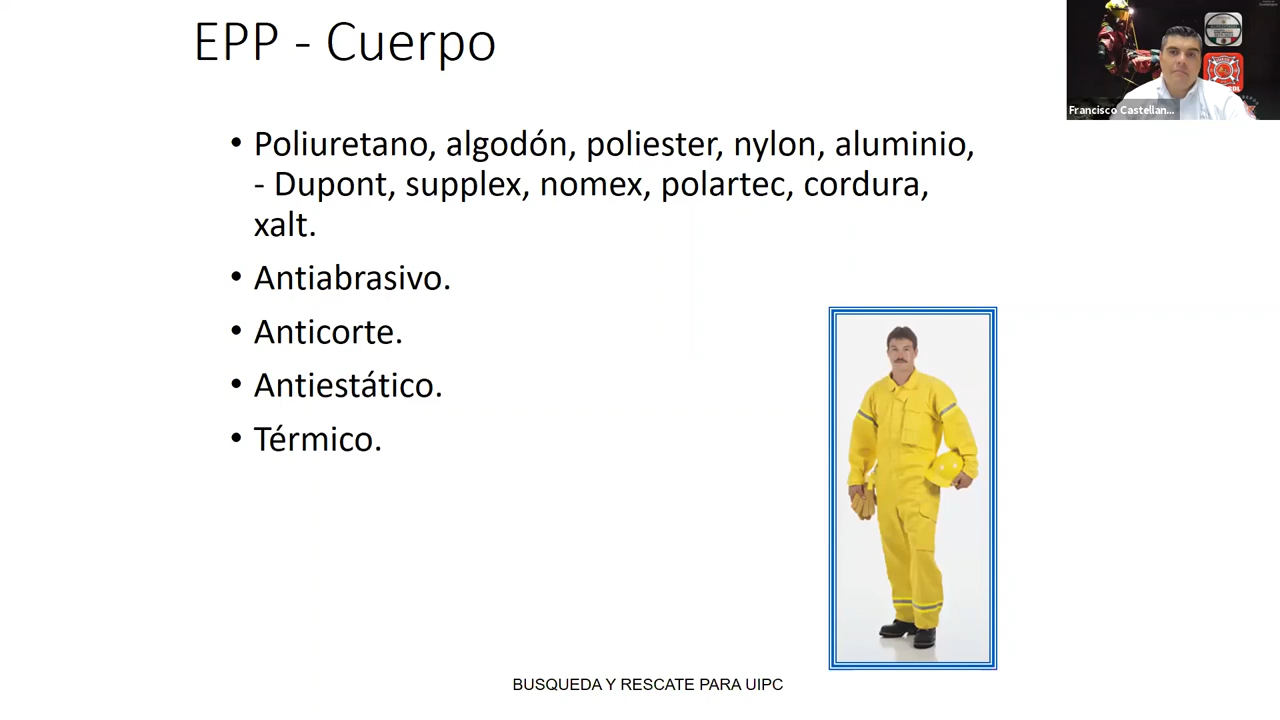 EPP - Cuerpo
• Poliuretano, algodón, poliester, nylon, aluminio,
- Dupont, supplex, nomex, polartec, cordura,
xalt.
• Antiabrasivo.
• Anticorte.
• Antiestático.
• Térmico.
Francisco Castellan...
BUSQUEDA Y RESCATE PARA UIPC